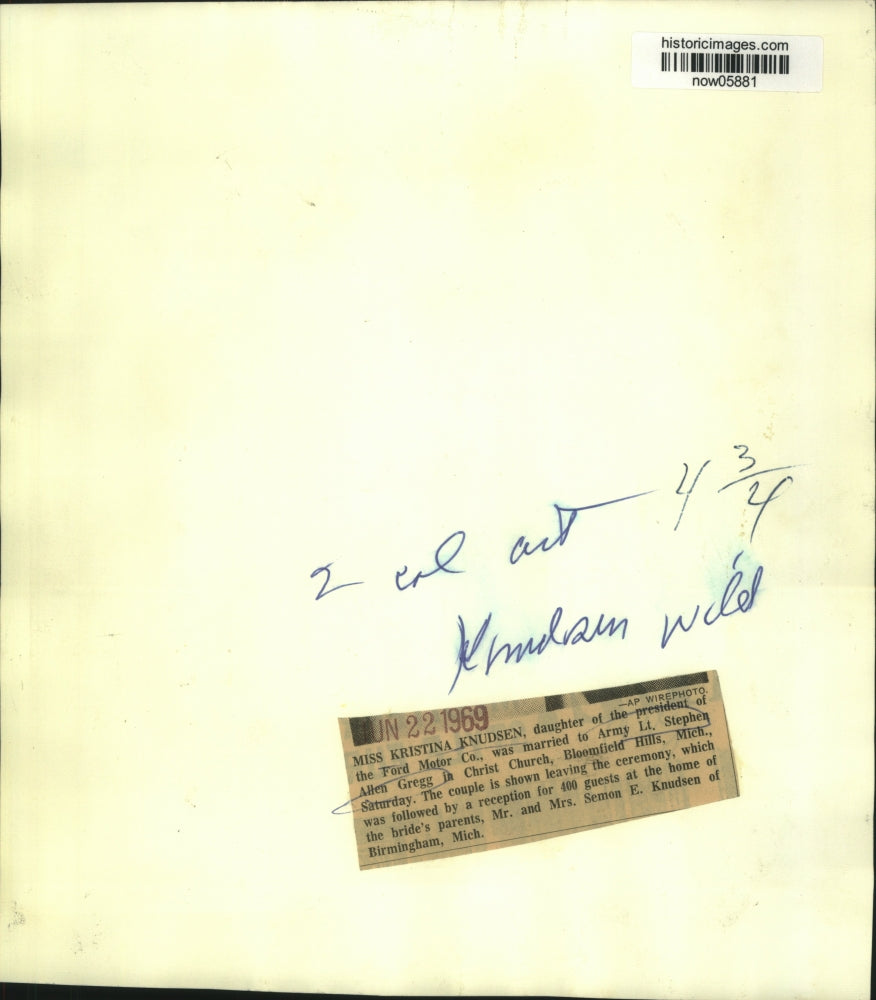 historicimages.com
now05881
2 col art — 4 3/4
Knudsen wild
—AP WIREPHOTO.
UN 22 1969
MISS KRISTINA KNUDSEN, daughter of the president of
the Ford Motor Co., was married to Army Lt. Stephen
Allen Gregg in Christ Church, Bloomfield Hills, Mich.,
Saturday. The couple is shown leaving the ceremony, which
was followed by a reception for 400 guests at the home of
the bride's parents, Mr. and Mrs. Semon E. Knudsen of
Birmingham, Mich.